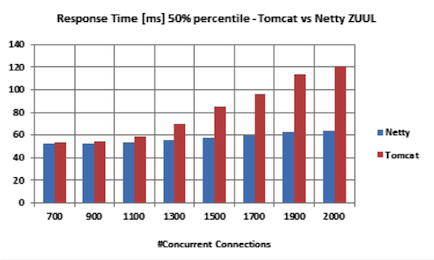 Response Time [ms] 50% percentile - Tomcat vs Netty ZUUL
140
120
100
80
60
40
20
0
700 900 1100 1300 1500 1700 1900 2000
#Concurrent Connections
Netty
Tomcat